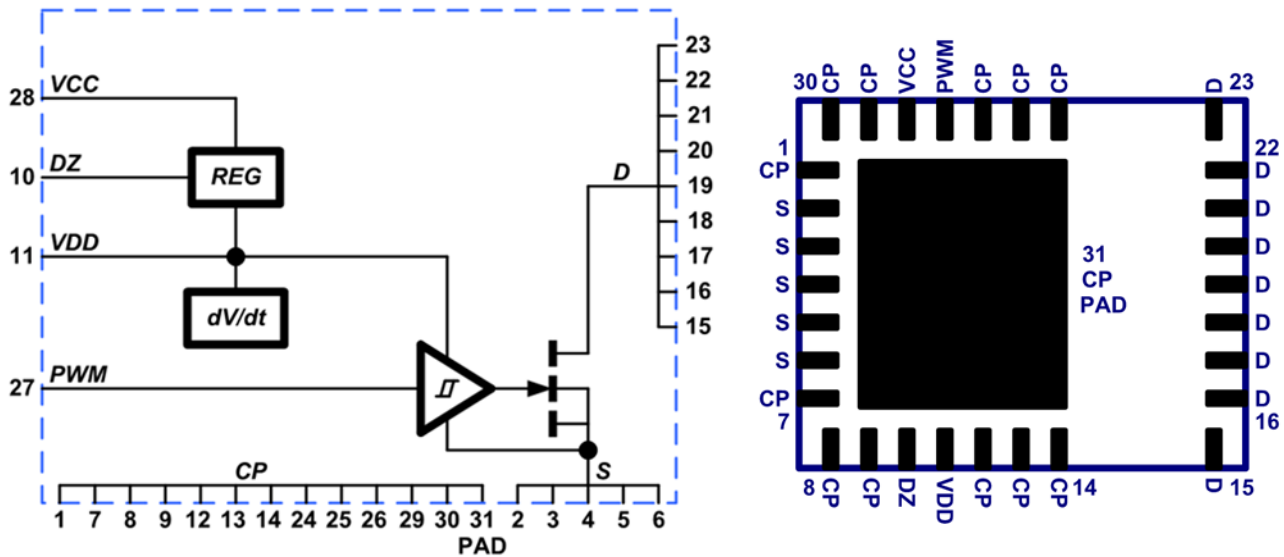 28 VCC
10 DZ
REG
11 VDD
dV/dt
27 PWM
D
23
22
21
20
19
18
17
16
15
CP
S
1 7 8 9 12 13 14 24 25 26 29 30 31 2 3 4 5 6
PAD
30 CP CP VCC PWM CP CP CP D 23
1
CP
S
S
S
S
S
CP
7
31
CP
PAD
22
D
D
D
D
D
D
D
16
8 CP CP DZ VDD CP CP CP 14 D 15